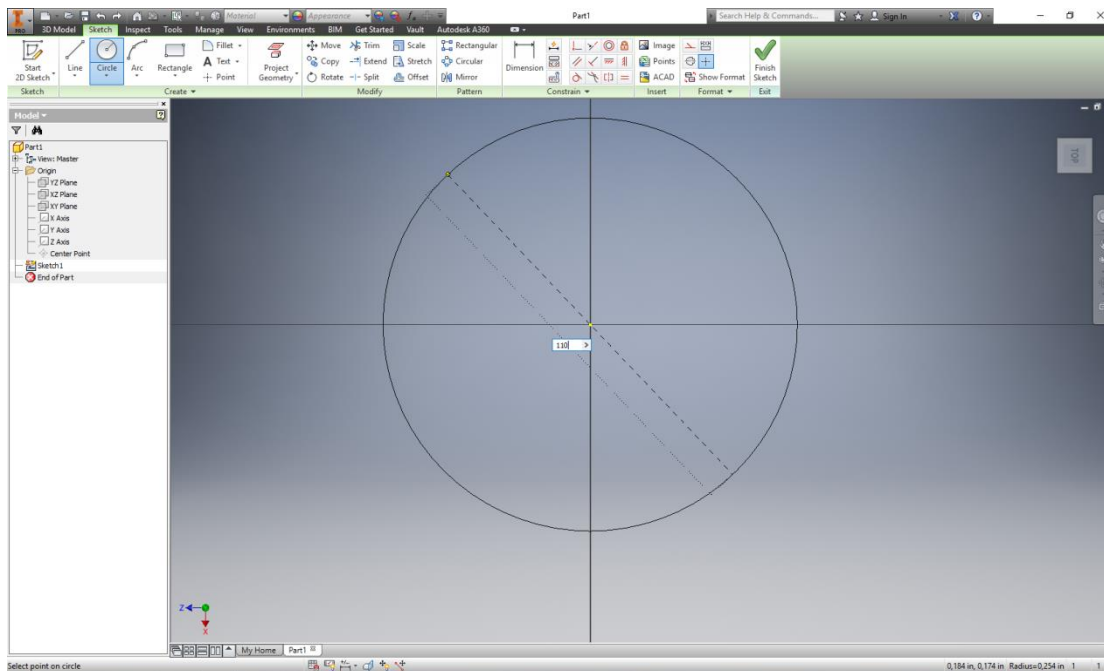 Material
Appearance
Part1
Search Help & Commands...
Sign In
PRO
3D Model Sketch Inspect Tools Manage View Environments BIM Get Started Vault Autodesk A360
Start
2D Sketch
Line
Circle
Arc
Rectangle
Fillet
Text
Point
Project
Geometry
Move Trim Scale
Copy Extend Stretch
Rotate Split Offset
Rectangular
Circular
Mirror
Dimension
Image
Points
ACAD
Show Format
Finish
Sketch
Sketch Create Modify Pattern Constrain Insert Format Exit
Model
Part1
View: Master
Origin
YZ Plane
XZ Plane
XY Plane
X Axis
Y Axis
Z Axis
Center Point
Sketch1
End of Part
TOP
110
Z
X
My Home Part1
Select point on circle
0,184 in, 0,174 in Radius=0,254 in 1 1